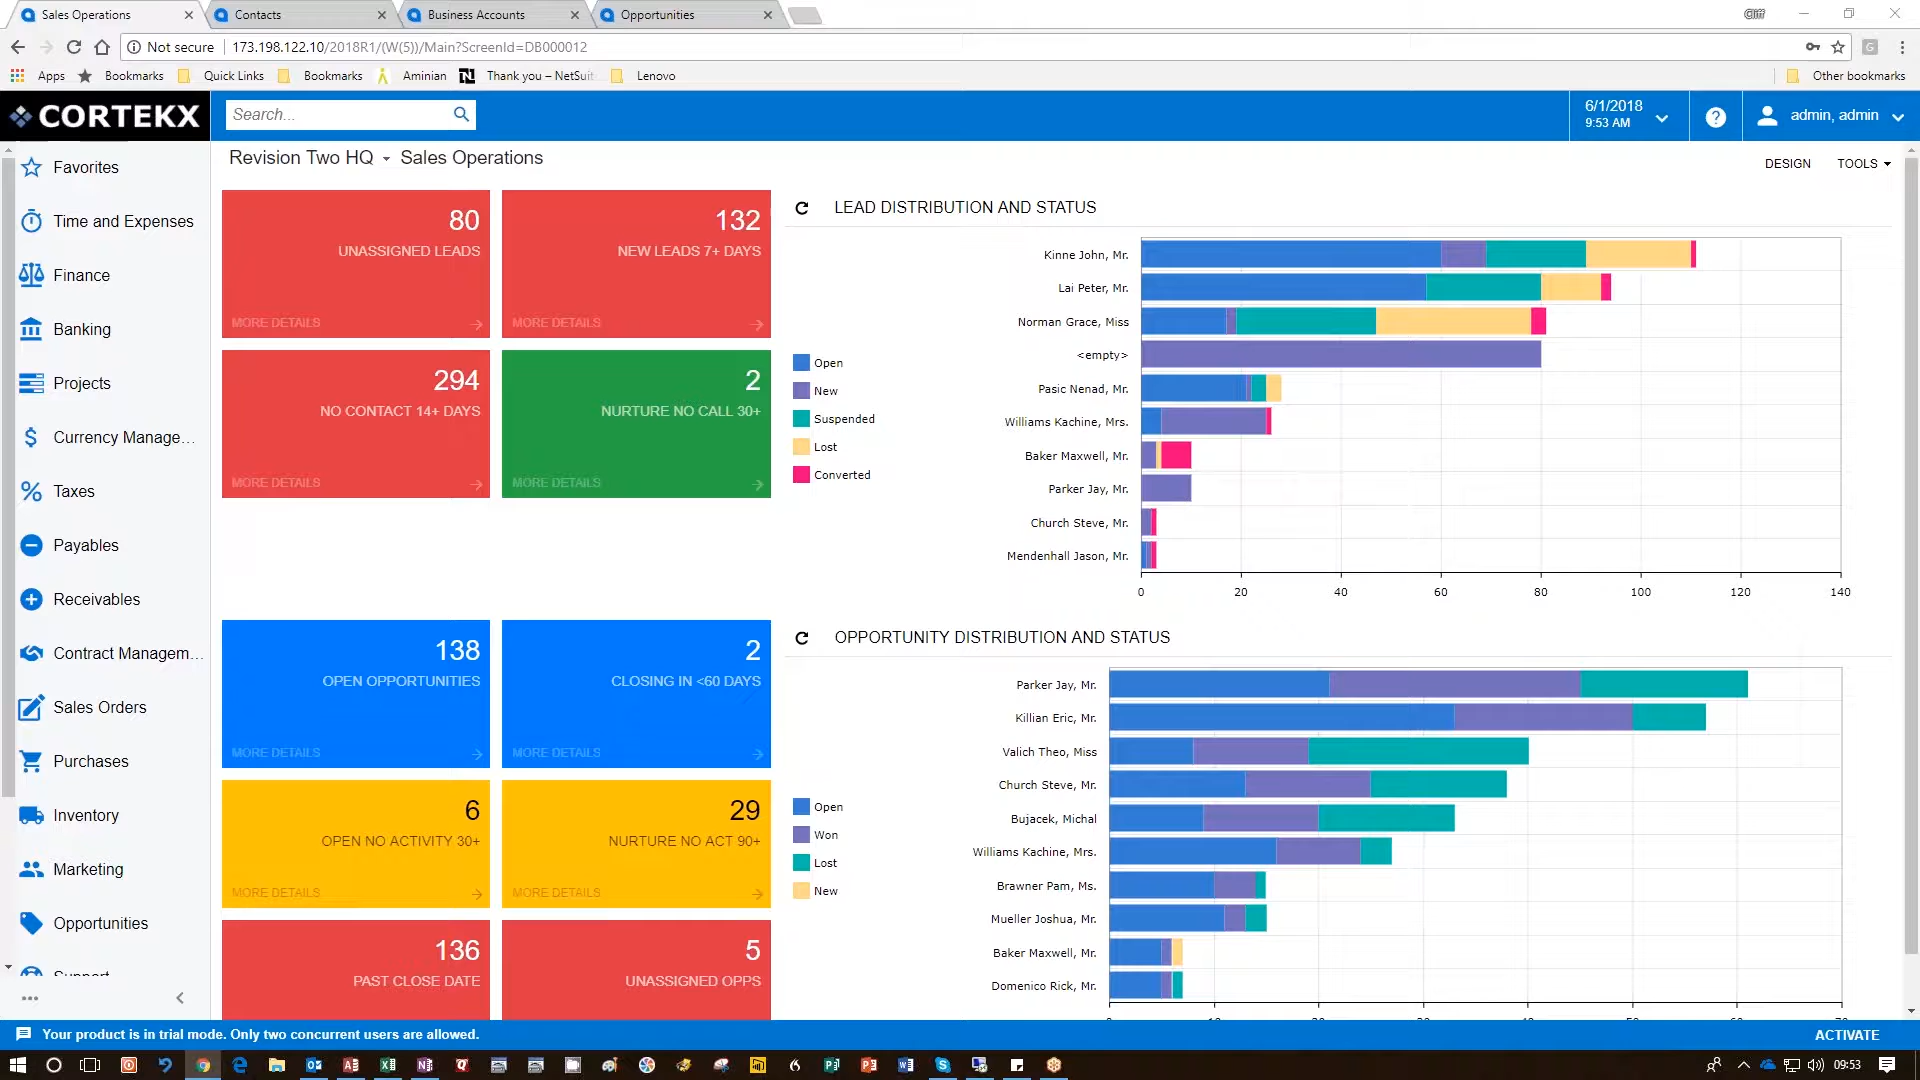 Sales Operations
Contacts
Business Accounts
Opportunities
Cliff
Not secure
173.198.122.10/2018R1/(W(5))/Main?ScreenId=DB000012
Apps
Bookmarks
Quick Links
Bookmarks
Aminian
Thank you – NetSuit
Lenovo
Other bookmarks
CORTEKX
Search...
6/1/2018
9:53 AM
admin, admin
Favorites
Time and Expenses
Finance
Banking
Projects
Currency Manage...
Taxes
Payables
Receivables
Contract Managem...
Sales Orders
Purchases
Inventory
Marketing
Opportunities
Support
Revision Two HQ
Sales Operations
DESIGN
TOOLS
80
UNASSIGNED LEADS
MORE DETAILS
132
NEW LEADS 7+ DAYS
MORE DETAILS
294
NO CONTACT 14+ DAYS
MORE DETAILS
2
NURTURE NO CALL 30+
MORE DETAILS
LEAD DISTRIBUTION AND STATUS
Open
New
Suspended
Lost
Converted
Kinne John, Mr.
Lai Peter, Mr.
Norman Grace, Miss
<empty>
Pasic Nenad, Mr.
Williams Kachine, Mrs.
Baker Maxwell, Mr.
Parker Jay, Mr.
Church Steve, Mr.
Mendenhall Jason, Mr.
0 20 40 60 80 100 120 140
138
OPEN OPPORTUNITIES
MORE DETAILS
2
CLOSING IN <60 DAYS
MORE DETAILS
6
OPEN NO ACTIVITY 30+
MORE DETAILS
29
NURTURE NO ACT 90+
MORE DETAILS
136
PAST CLOSE DATE
5
UNASSIGNED OPPS
OPPORTUNITY DISTRIBUTION AND STATUS
Open
Won
Lost
New
Parker Jay, Mr.
Killian Eric, Mr.
Valich Theo, Miss
Church Steve, Mr.
Bujacek, Michal
Williams Kachine, Mrs.
Brawner Pam, Ms.
Mueller Joshua, Mr.
Baker Maxwell, Mr.
Domenico Rick, Mr.
Your product is in trial mode. Only two concurrent users are allowed.
ACTIVATE
09:53